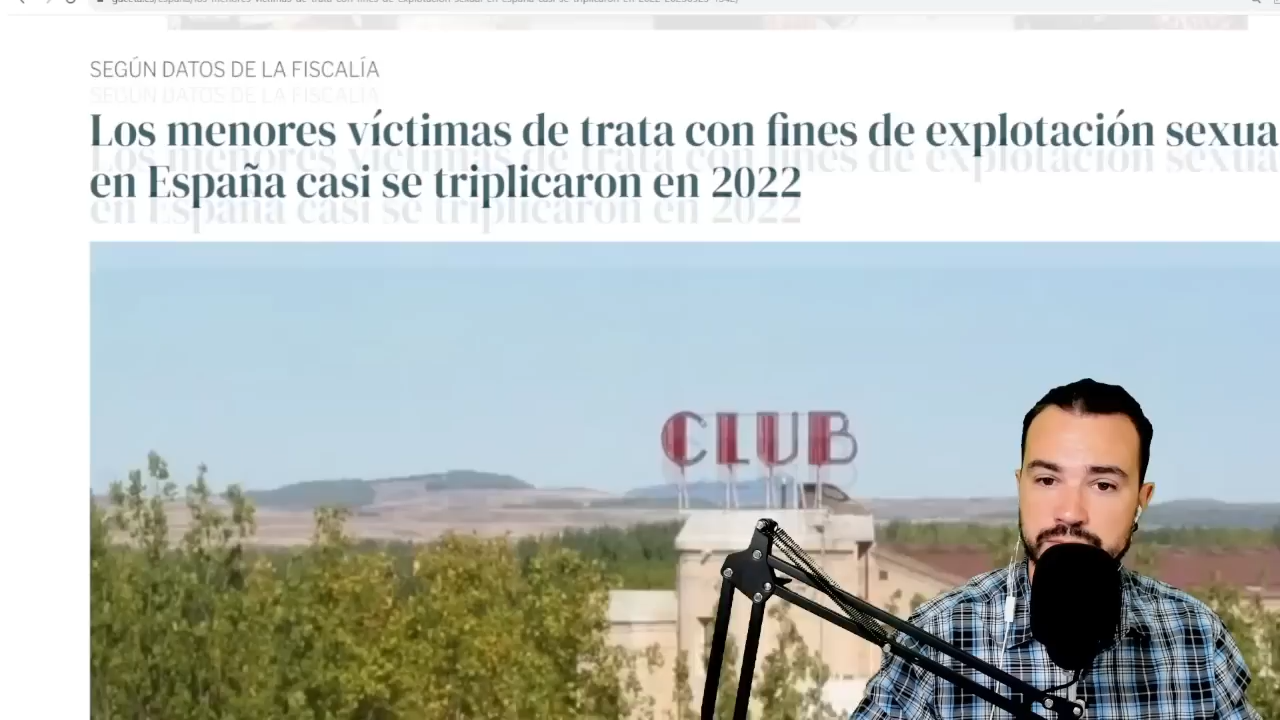 SEGÚN DATOS DE LA FISCALÍA
Los menores víctimas de trata con fines de explotación sexua
en España casi se triplicaron en 2022
CLUB